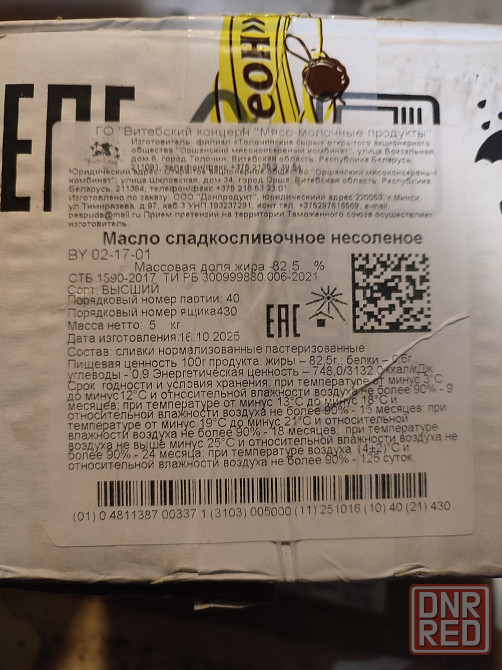 ЕОН»
ГО "Витебский концерн "Мясо-молочные продукты"
Изготовитель: филиал «Толочинский сырзавод открытого акционерного
общества "Оршанский мясоконсервный комбинат", улица Вокзальная,
дом 8, город Толочин, Витебская область, Республика Беларусь,
Юридический адрес: Открытое акционерное общество "Оршанский мясоконсервный
комбинат", улица Шкловская, дом 34, город Орша, Витебская область, Республика
Беларусь, 211384, телефон/факс +375 216 53 23 01
Изготовлено по заказу: ООО "Донпродукт", юридический адрес 220053, г.Минск
ул.Тимирязева, д.97, каб.3 УНП 193237291, конт.тел. +375297616569, e-mail:
oespuda@mail.ru Прием претензий на территории Таможенного союза осуществляет
изготовитель.
Масло сладкосливочное несоленое
BY 02-17-01
Массовая доля жира -82,5 %
СТБ 1890-2017 ТИ РБ 300999880.006-2021
Сорт: ВЫСШИЙ
Порядковый номер партии: 40
Порядковый номер ящика430
Масса нетто: 5 кг
Дата изготовления:16.10.2025
ЕАС
Состав: сливки нормализованные пастеризованные
Пищевая ценность 100г продукта: жиры – 82,5г, белки – 0,6г,
углеводы - 0,9 Энергетическая ценность – 748,0/3132,0 ккал/кДж
Срок годности и условия хранения: при температуре от минус 3°С
до минус12°С и относительной влажности воздуха не более 90% - 9
месяцев; при температуре от минус 13°С до минус 18°С и
относительной влажности воздуха не более 90% - 15 месяцев; при
температуре от минус 19°С до минус 21°С и относительной
влажности воздуха не более 90% - 18 месяцев; при температуре
воздуха не выше минус 25°С и относительной влажности воздуха не
более 90% - 24 месяца, при температуре воздуха (4±2)°С и
относительной влажности воздуха не более 90% - 125 суток.
(01) 0 4811387 00337 1 (3103) 005000 (11) 251016 (10) 40 (21) 430
DNR
RED